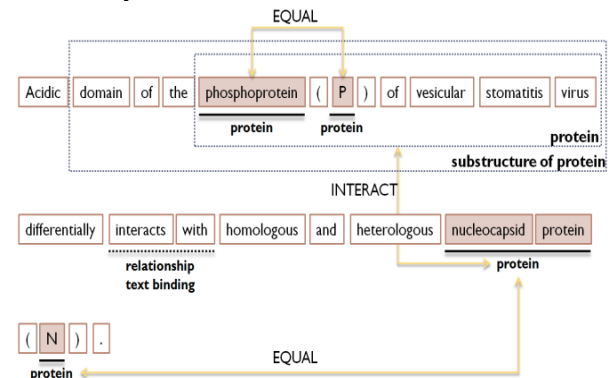 EQUAL
Acidic domain of the phosphoprotein ( P ) of vesicular stomatitis virus
protein protein
protein
substructure of protein
INTERACT
differentially interacts with homologous and heterologous nucleocapsid protein
relationship protein
text binding
( N ) .
EQUAL
protein